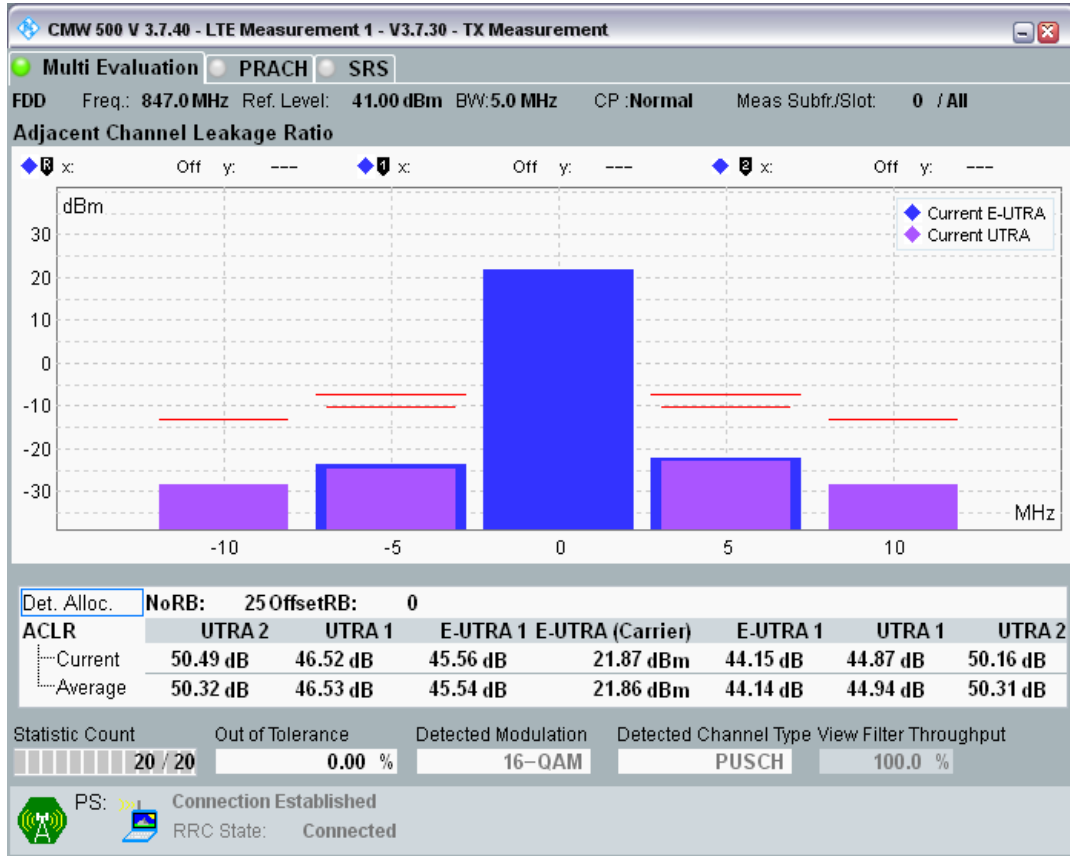 CMW 500 V 3.7.40 - LTE Measurement 1 - V3.7.30 - TX Measurement
Multi Evaluation PRACH SRS
FDD Freq.: 847.0 MHz Ref. Level: 41.00 dBm BW: 5.0 MHz CP : Normal Meas Subfr./Slot: 0 / All
Adjacent Channel Leakage Ratio
R x: Off y: --- 1 x: Off y: --- 2 x: Off y: ---
dBm
Current E-UTRA
Current UTRA
30
20
10
0
-10
-20
-30
MHz
-10 -5 0 5 10
Det. Alloc. NoRB: 25 OffsetRB: 0
ACLR UTRA 2 UTRA 1 E-UTRA 1 E-UTRA (Carrier) E-UTRA 1 UTRA 1 UTRA 2
Current 50.49 dB 46.52 dB 45.56 dB 21.87 dBm 44.15 dB 44.87 dB 50.16 dB
Average 50.32 dB 46.53 dB 45.54 dB 21.86 dBm 44.14 dB 44.94 dB 50.31 dB
Statistic Count Out of Tolerance Detected Modulation Detected Channel Type View Filter Throughput
20 / 20 0.00 % 16-QAM PUSCH 100.0 %
PS: Connection Established
RRC State: Connected